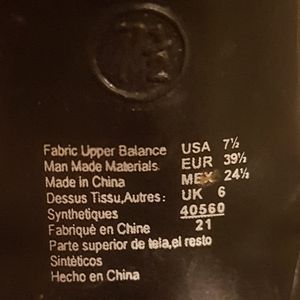 Fabric Upper Balance USA 7½
Man Made Materials EUR 39½
Made in China MEX 24½
Dessus Tissu,Autres: UK 6
Synthetiques 40560
Fabriqué en Chine 21
Parte superior de tela,el resto
Sintèticos
Hecho en China